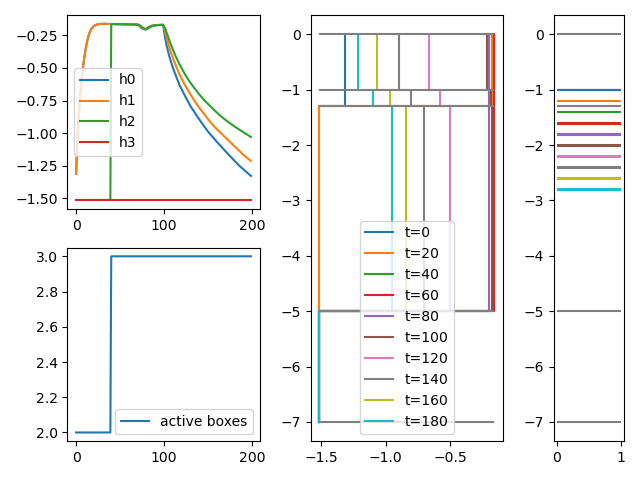 −0.25
−0.50
−0.75
−1.00
−1.25
−1.50
h0
h1
h2
h3
0 100 200
3.0
2.8
2.6
2.4
2.2
2.0
active boxes
0 100 200
0
−1
−2
−3
−4
−5
−6
−7
t=0
t=20
t=40
t=60
t=80
t=100
t=120
t=140
t=160
t=180
−1.5 −1.0 −0.5
0
−1
−2
−3
−4
−5
−6
−7
0 1